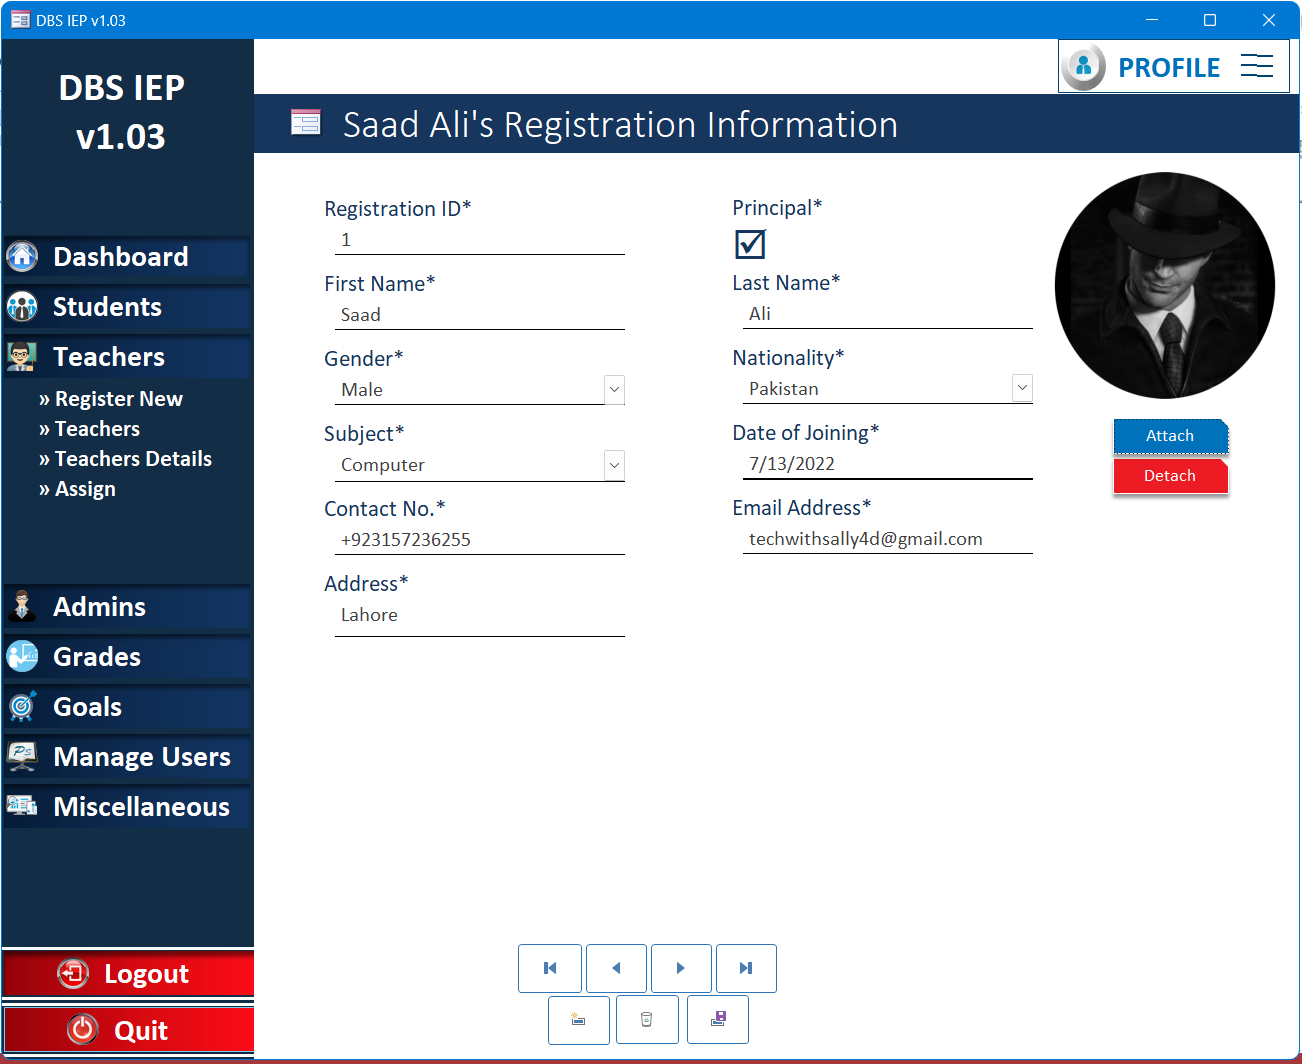 DBS IEP v1.03
DBS IEP
v1.03
PROFILE
Saad Ali's Registration Information
Dashboard
Students
Teachers
» Register New
» Teachers
» Teachers Details
» Assign
Admins
Grades
Goals
Manage Users
Miscellaneous
Logout
Quit
Registration ID*
1
Principal*
First Name*
Saad
Last Name*
Ali
Gender*
Male
Nationality*
Pakistan
Subject*
Computer
Date of Joining*
7/13/2022
Contact No.*
+923157236255
Email Address*
techwithsally4d@gmail.com
Address*
Lahore
Attach
Detach